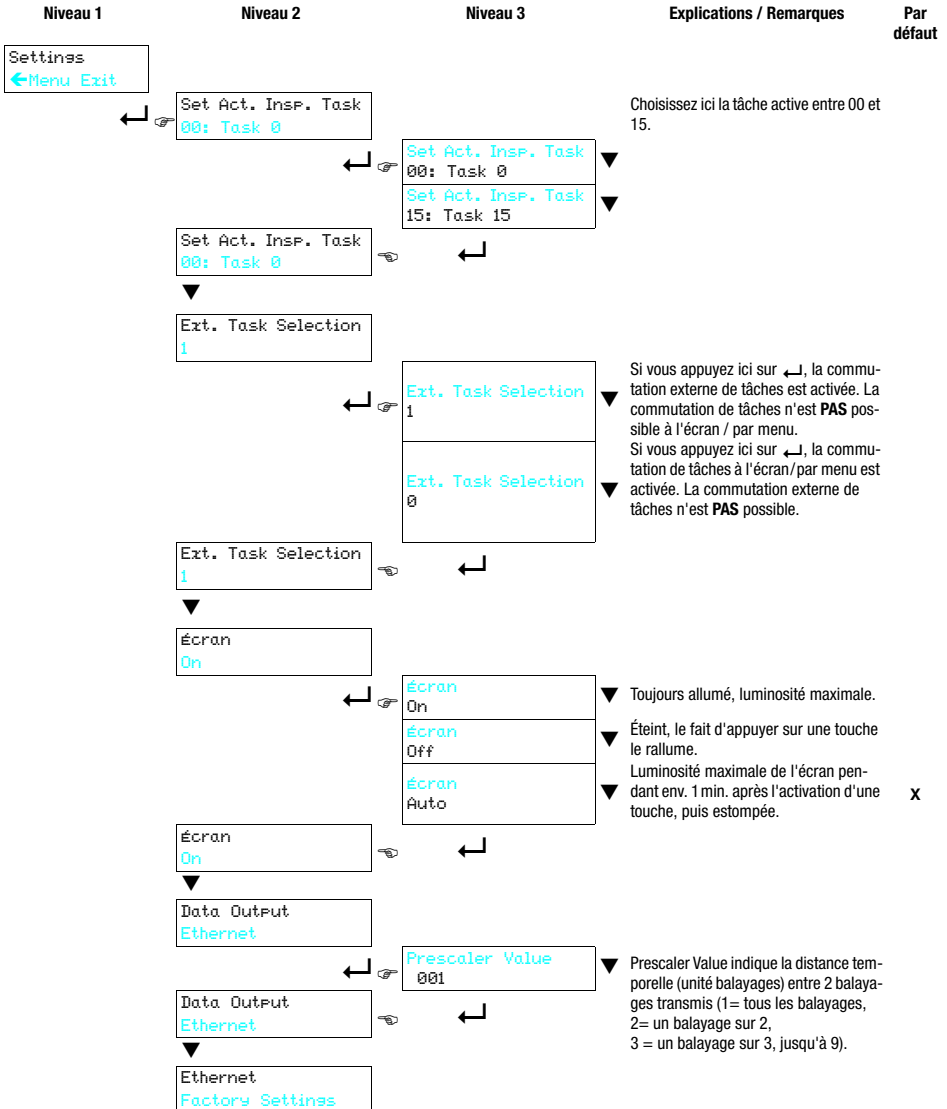 Niveau 1 Niveau 2 Niveau 3 Explications / Remarques Par
défaut
Settings
←Menu Exit
Set Act. Insp. Task
00: Task 0
Choisissez ici la tâche active entre 00 et
15.
Set Act. Insp. Task
00: Task 0
Set Act. Insp. Task
15: Task 15
Set Act. Insp. Task
00: Task 0
Ext. Task Selection
1
Ext. Task Selection
1
Si vous appuyez ici sur ↵, la commu-
tation externe de tâches est activée. La
commutation de tâches n'est PAS pos-
sible à l'écran / par menu.
Ext. Task Selection
0
Si vous appuyez ici sur ↵, la commu-
tation de tâches à l'écran/par menu est
activée. La commutation externe de
tâches n'est PAS possible.
Ext. Task Selection
1
Écran
On
Écran
On
Toujours allumé, luminosité maximale.
Écran
Off
Éteint, le fait d'appuyer sur une touche
le rallume.
Écran
Auto
Luminosité maximale de l'écran pen-
dant env. 1 min. après l'activation d'une
touche, puis estompée.
X
Écran
On
Data Output
Ethernet
Prescaler Value
001
Prescaler Value indique la distance tem-
porelle (unité balayages) entre 2 balaya-
ges transmis (1= tous les balayages,
2= un balayage sur 2,
3 = un balayage sur 3, jusqu'à 9).
Data Output
Ethernet
Ethernet
Factory Settings